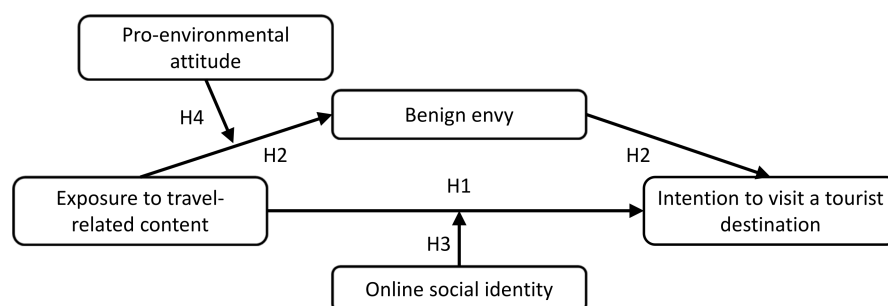 Pro-environmental
attitude
H4
Benign envy
H2
H2
Exposure to travel-
related content
H1
Intention to visit a tourist
destination
H3
Online social identity